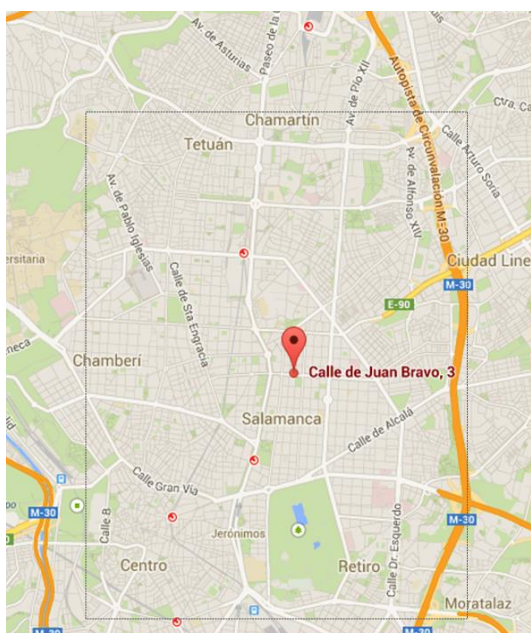 Av. de Asturias
Paseo de la
Av. de Pío XII
Autopista de Circunvalación M-30
Chamartín
Ctra. Ca
Calle Arturo Soria
Tetuán
Av. de Alfonso XIV
Av. de Pablo Iglesias
ersitaria
Ciudad Line
M-30
Calle de Sta Engracia
E-90
neca
Chamberí
Calle de Juan Bravo, 3
Salamanca
Calle de Alcalá
Calle Gran Vía
M-30
M-30
Calle B
Jerónimos
Calle Dr. Esquerdo
Centro
Retiro
Moratalaz
M-30